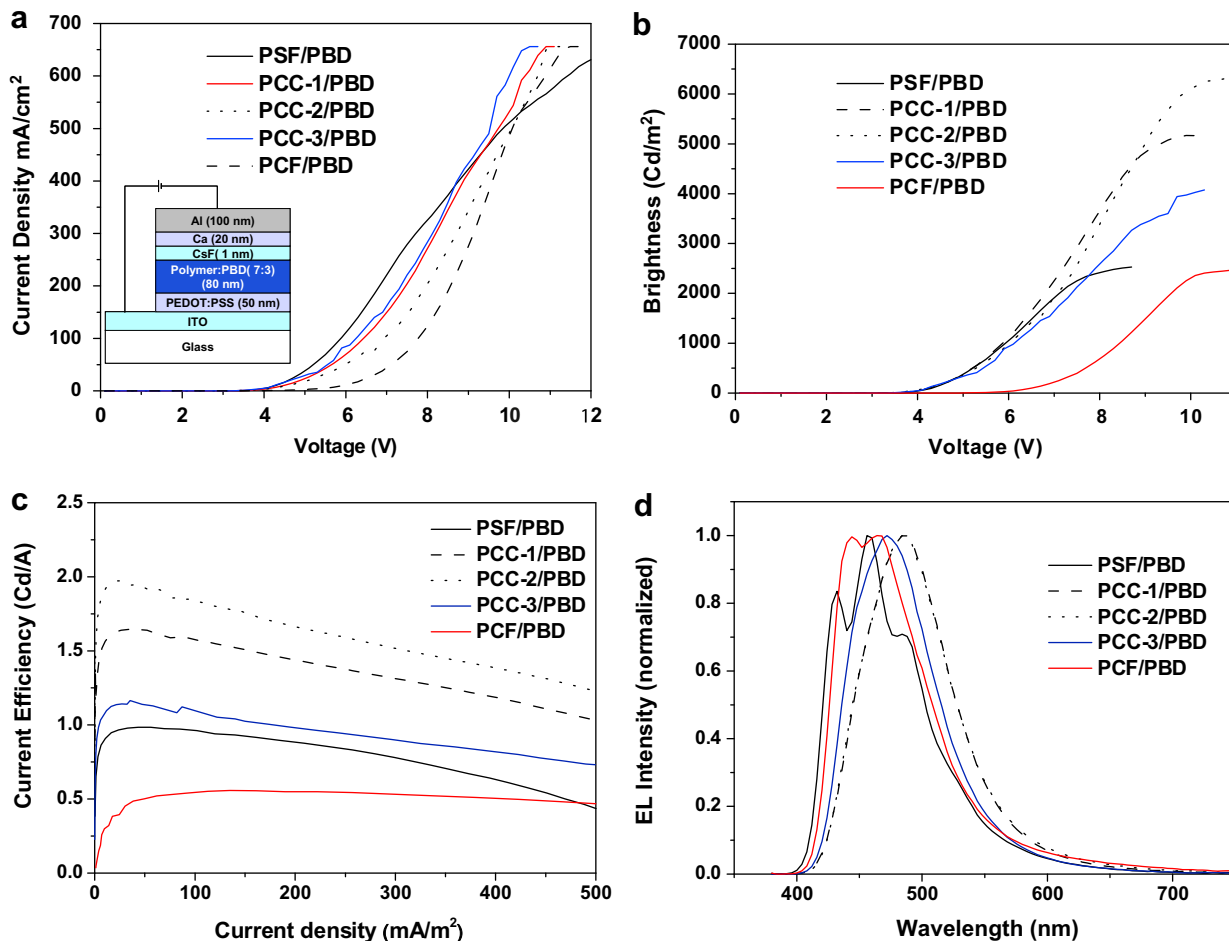 a
700
600
500
400
300
200
100
0
Current Density mA/cm²
PSF/PBD
PCC-1/PBD
PCC-2/PBD
PCC-3/PBD
PCF/PBD
Al (100 nm)
Ca (20 nm)
CsF( 1 nm)
Polymer:PBD( 7:3)
(80 nm)
PEDOT:PSS (50 nm)
ITO
Glass
0 2 4 6 8 10 12
Voltage (V)
b
7000
6000
5000
4000
3000
2000
1000
0
Brightness (Cd/m²)
PSF/PBD
PCC-1/PBD
PCC-2/PBD
PCC-3/PBD
PCF/PBD
0 2 4 6 8 10
Voltage (V)
c
2.5
2.0
1.5
1.0
0.5
0.0
Current Efficiency (Cd/A)
PSF/PBD
PCC-1/PBD
PCC-2/PBD
PCC-3/PBD
PCF/PBD
0 100 200 300 400 500
Current density (mA/m²)
d
1.0
0.8
0.6
0.4
0.2
0.0
EL Intensity (normalized)
PSF/PBD
PCC-1/PBD
PCC-2/PBD
PCC-3/PBD
PCF/PBD
400 500 600 700
Wavelength (nm)